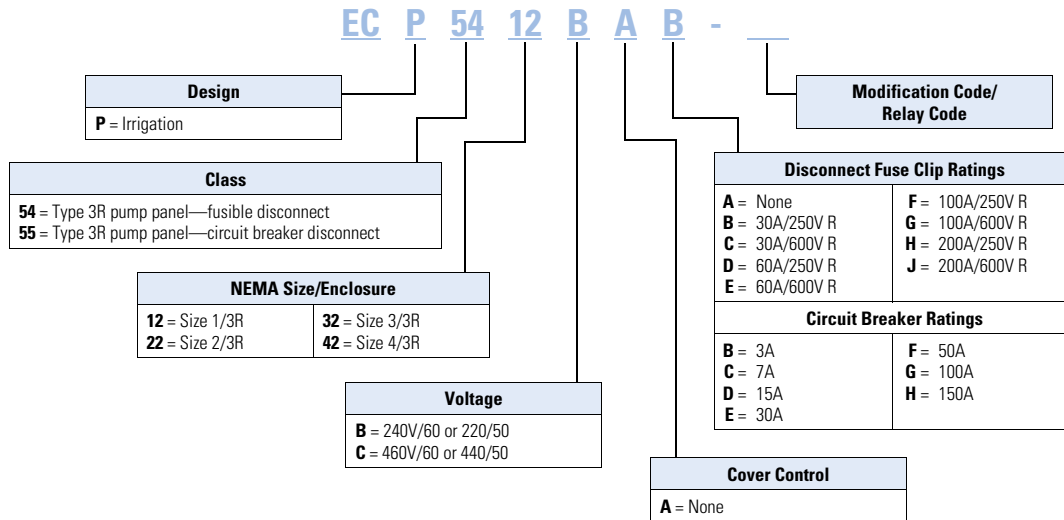 EC P 54 12 B A B -
Design
P = Irrigation
Modification Code/
Relay Code
Class
54 = Type 3R pump panel—fusible disconnect
55 = Type 3R pump panel—circuit breaker disconnect
Disconnect Fuse Clip Ratings
A = None
B = 30A/250V R
C = 30A/600V R
D = 60A/250V R
E = 60A/600V R
F = 100A/250V R
G = 100A/600V R
H = 200A/250V R
J = 200A/600V R
NEMA Size/Enclosure
12 = Size 1/3R
22 = Size 2/3R
32 = Size 3/3R
42 = Size 4/3R
Circuit Breaker Ratings
B = 3A
C = 7A
D = 15A
E = 30A
F = 50A
G = 100A
H = 150A
Voltage
B = 240V/60 or 220/50
C = 460V/60 or 440/50
Cover Control
A = None